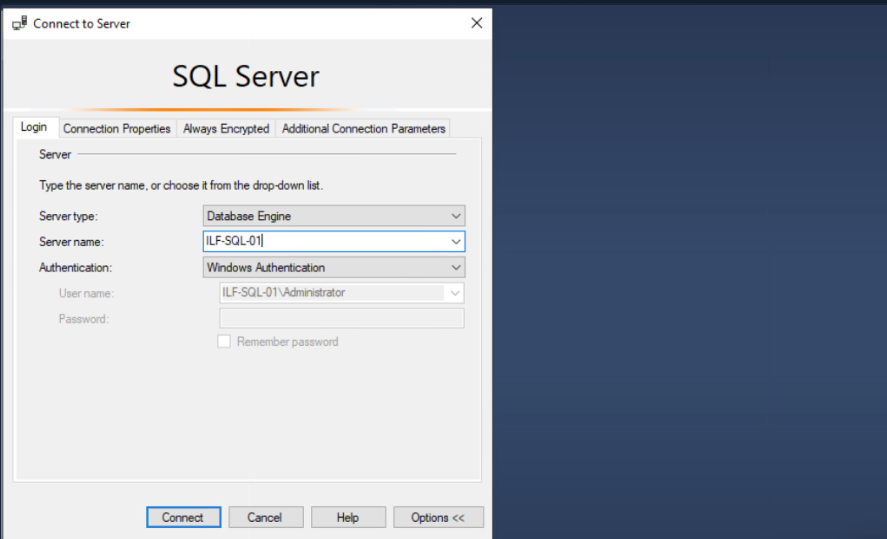 Connect to Server
SQL Server
Login Connection Properties Always Encrypted Additional Connection Parameters
Server
Type the server name, or choose it from the drop-down list.
Server type: Database Engine
Server name: ILF-SQL-01
Authentication: Windows Authentication
User name: ILF-SQL-01\Administrator
Password:
Remember password
Connect Cancel Help Options <<